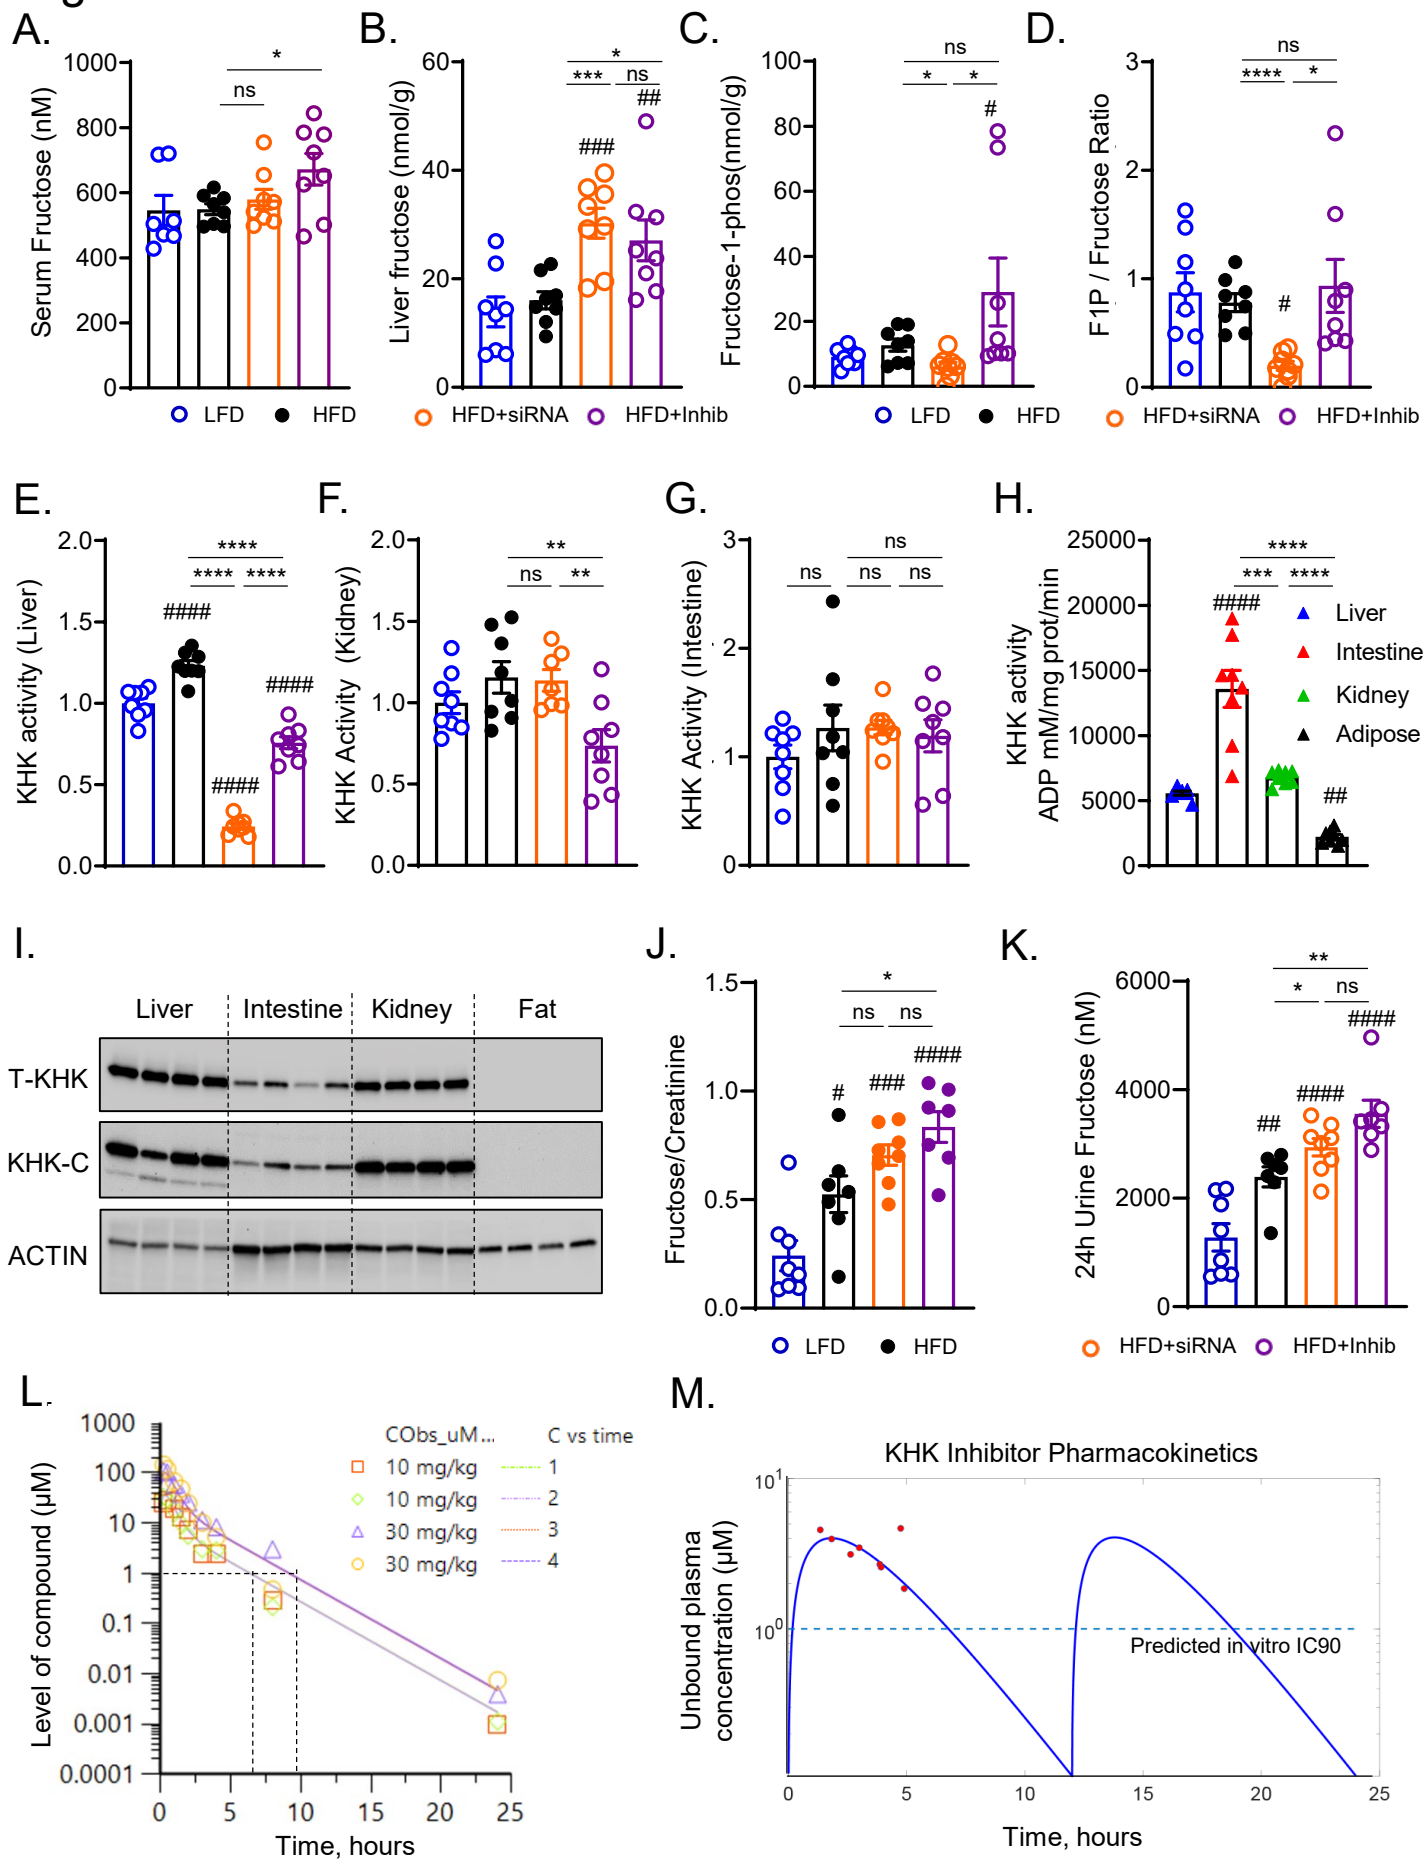 A.
B.
C.
D.
Serum Fructose (nM)
1000
800
600
400
200
0
*
ns
Liver fructose (nmol/g)
60
40
20
0
*
*** ns
##
###
Fructose-1-phos(nmol/g)
100
80
60
40
20
0
ns
* *
#
F1P / Fructose Ratio
3
2
1
0
ns
**** *
#
LFD HFD HFD+siRNA HFD+Inhib
LFD HFD HFD+siRNA HFD+Inhib
E.
F.
G.
H.
KHK activity (Liver)
2.0
1.5
1.0
0.5
0.0
****
**** ****
####
####
####
KHK Activity (Kidney)
2.0
1.5
1.0
0.5
0.0
**
ns **
KHK Activity (Intestine)
3
2
1
0
ns
ns ns ns
KHK activity
ADP mM/mg prot/min
25000
20000
15000
10000
5000
0
****
*** ****
####
##
Liver
Intestine
Kidney
Adipose
I.
J.
K.
Liver Intestine Kidney Fat
T-KHK
KHK-C
ACTIN
Fructose/Creatinine
1.5
1.0
0.5
0.0
*
ns ns
#
###
####
24h Urine Fructose (nM)
6000
4000
2000
0
**
* ns
##
####
####
LFD HFD HFD+siRNA HFD+Inhib
L.
M.
Level of compound (µM)
1000
100
10
1
0.1
0.01
0.001
0.0001
CObs_uM... C vs time
10 mg/kg 1
10 mg/kg 2
30 mg/kg 3
30 mg/kg 4
0 5 10 15 20 25
Time, hours
KHK Inhibitor Pharmacokinetics
Unbound plasma
concentration (µM)
10¹
10⁰
Predicted in vitro IC90
0 5 10 15 20 25
Time, hours